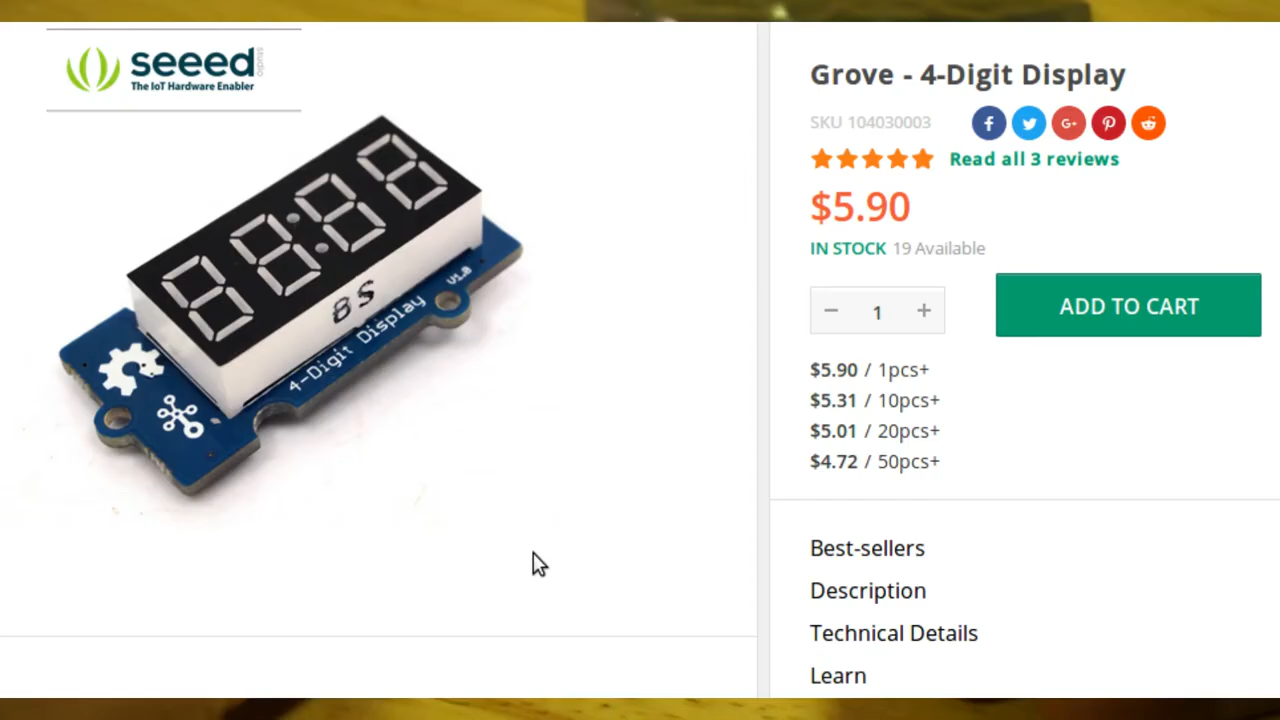 seeed
studio
The IoT Hardware Enabler
8S
4-Digit Display
V1.0
Grove - 4-Digit Display
SKU 104030003
Read all 3 reviews
$5.90
IN STOCK 19 Available
− 1 +
ADD TO CART
$5.90 / 1pcs+
$5.31 / 10pcs+
$5.01 / 20pcs+
$4.72 / 50pcs+
Best-sellers
Description
Technical Details
Learn